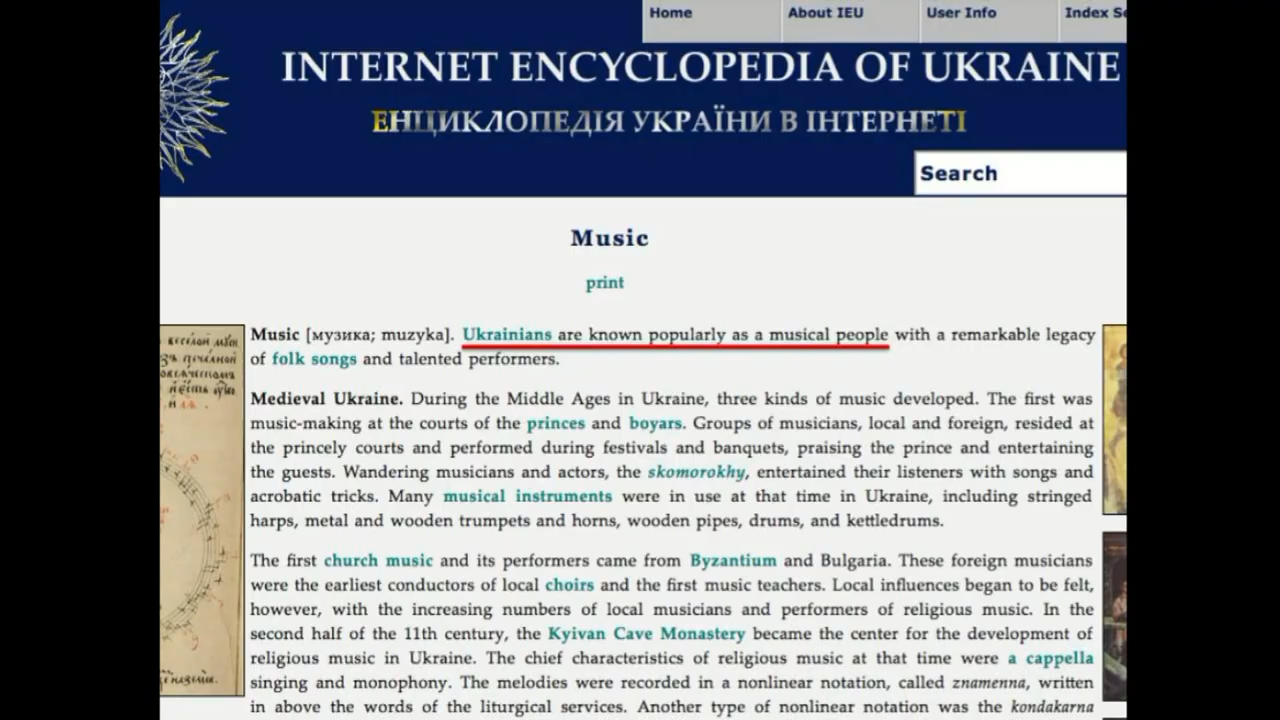 Home About IEU User Info Index Se
INTERNET ENCYCLOPEDIA OF UKRAINE
ЕНЦИКЛОПЕДІЯ УКРАЇНИ В ІНТЕРНЕТІ
Search
Music
print
Music [музика; muzyka]. Ukrainians are known popularly as a musical people with a remarkable legacy
of folk songs and talented performers.
Medieval Ukraine. During the Middle Ages in Ukraine, three kinds of music developed. The first was
music-making at the courts of the princes and boyars. Groups of musicians, local and foreign, resided at
the princely courts and performed during festivals and banquets, praising the prince and entertaining
the guests. Wandering musicians and actors, the skomorokhy, entertained their listeners with songs and
acrobatic tricks. Many musical instruments were in use at that time in Ukraine, including stringed
harps, metal and wooden trumpets and horns, wooden pipes, drums, and kettledrums.
The first church music and its performers came from Byzantium and Bulgaria. These foreign musicians
were the earliest conductors of local choirs and the first music teachers. Local influences began to be felt,
however, with the increasing numbers of local musicians and performers of religious music. In the
second half of the 11th century, the Kyivan Cave Monastery became the center for the development of
religious music in Ukraine. The chief characteristics of religious music at that time were a cappella
singing and monophony. The melodies were recorded in a nonlinear notation, called znamenna, written
in above the words of the liturgical services. Another type of nonlinear notation was the kondakarna